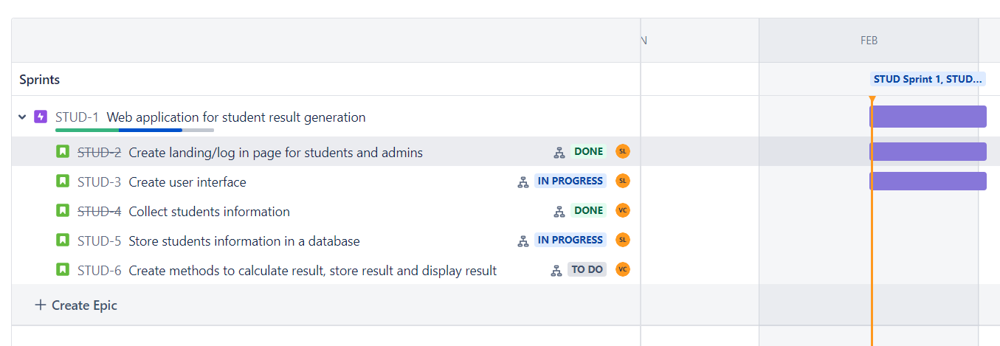 N
FEB
Sprints
STUD Sprint 1, STUD...
STUD-1 Web application for student result generation
STUD-2 Create landing/log in page for students and admins DONE SL
STUD-3 Create user interface IN PROGRESS SL
STUD-4 Collect students information DONE VC
STUD-5 Store students information in a database IN PROGRESS SL
STUD-6 Create methods to calculate result, store result and display result TO DO VC
+ Create Epic